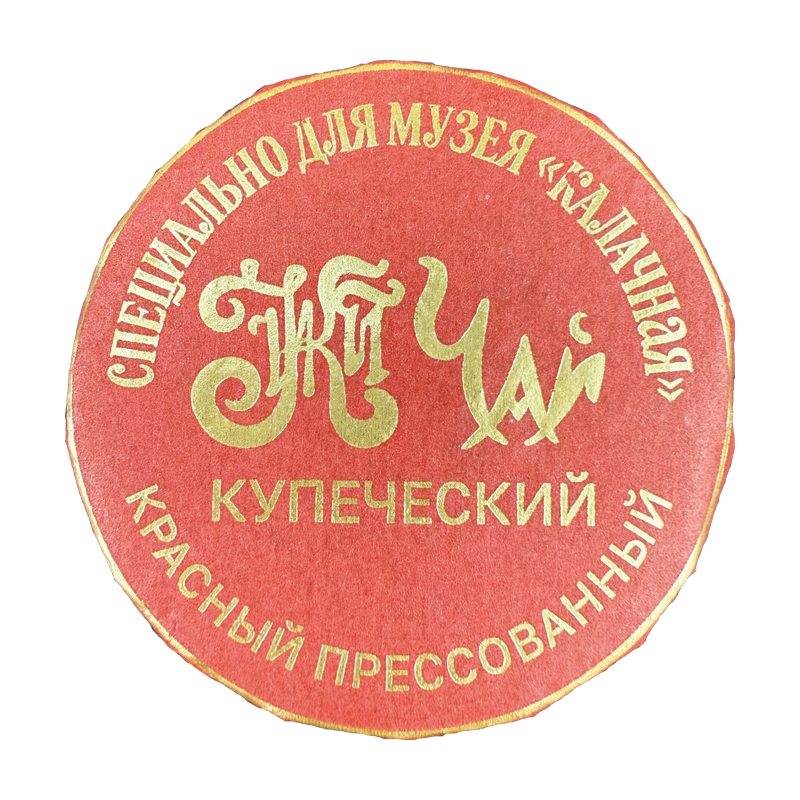 СПЕЦИАЛЬНО ДЛЯ МУЗЕЯ «КАЛАЧНАЯ»
ЧАЙ
КУПЕЧЕСКИЙ
КРАСНЫЙ ПРЕССОВАННЫЙ